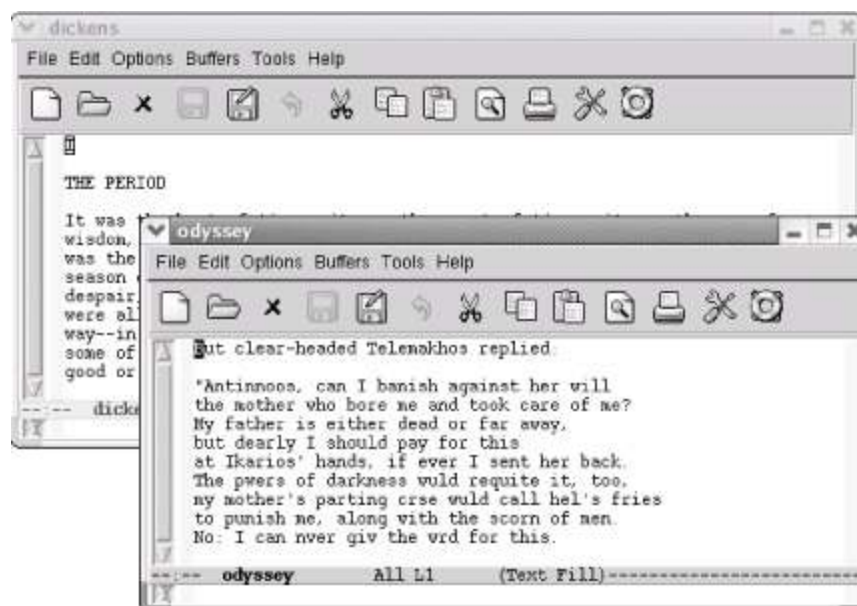 dickens
File Edit Options Buffers Tools Help
I
THE PERIOD
It was
wisdom,
was the
season
despair,
were all
way--in
some of
good or
--:-- dicke
odyssey
File Edit Options Buffers Tools Help
But clear-headed Telemakhos replied:
"Antinoos, can I banish against her will
the mother who bore me and took care of me?
My father is either dead or far away,
but dearly I should pay for this
at Ikarios' hands, if ever I sent her back.
The pwers of darkness wuld requite it, too,
my mother's parting crse wuld call hel's fries
to punish me, along with the scorn of men.
No: I can nver giv the wrd for this.
--:-- odyssey All L1 (Text Fill)